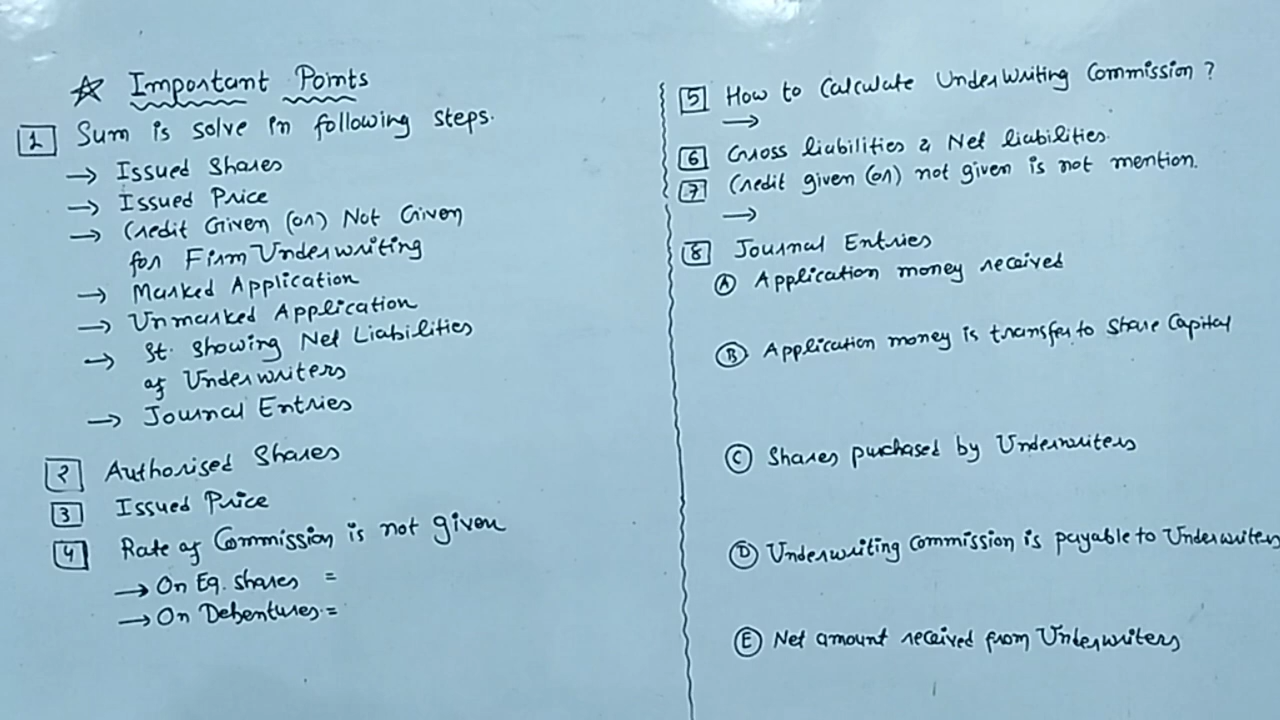 ☆ Important Points
1 Sum is solve in following steps.
→ Issued Shares
→ Issued Price
→ Credit Given (or) Not Given
for Firm Underwriting
→ Marked Application
→ Unmarked Application
→ St. Showing Net Liabilities
of Underwriters
→ Journal Entries
2 Authorised Shares
3 Issued Price
4 Rate of Commission is not given
→ On Eq. shares =
→ On Debentures =
5 How to Calculate Underwriting Commission ?
→
6 Gross liabilities & Net liabilities.
7 Credit given (or) not given is not mention.
→
8 Journal Entries
A Application money received
B Application money is transfer to Share Capital
C Shares purchased by Underwriters
D Underwriting commission is payable to Underwriters
E Net amount received from Underwriters